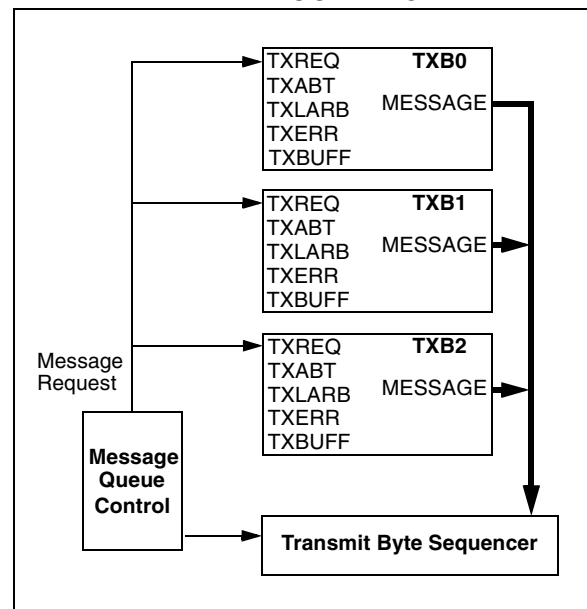 TXREQ TXB0
TXABT
TXLARB MESSAGE
TXERR
TXBUFF
TXREQ TXB1
TXABT
TXLARB MESSAGE
TXERR
TXBUFF
TXREQ TXB2
TXABT
TXLARB MESSAGE
TXERR
TXBUFF
Message
Request
Message
Queue
Control
Transmit Byte Sequencer